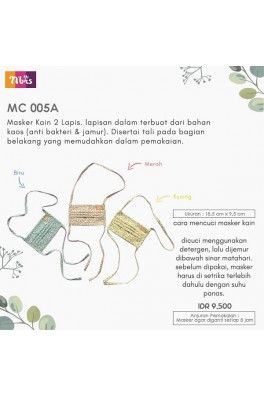 nibrs
MC 005A
Masker Kain 2 Lapis, lapisan dalam terbuat dari bahan
kaos (anti bakteri & jamur). Disertai tali pada bagian
belakang yang memudahkan dalam pemakaian.
Merah
Biru
Kuning
Ukuran : 18,5 cm x 9,5 cm
cara mencuci masker kain
dicuci menggunakan
detergen, lalu dijemur
dibawah sinar matahari.
sebelum dipakai, masker
harus di setrika terlebih
dahulu dengan suhu
panas.
IDR 9,500
Anjuran Pemakaian :
Masker agar diganti setiap 8 jam